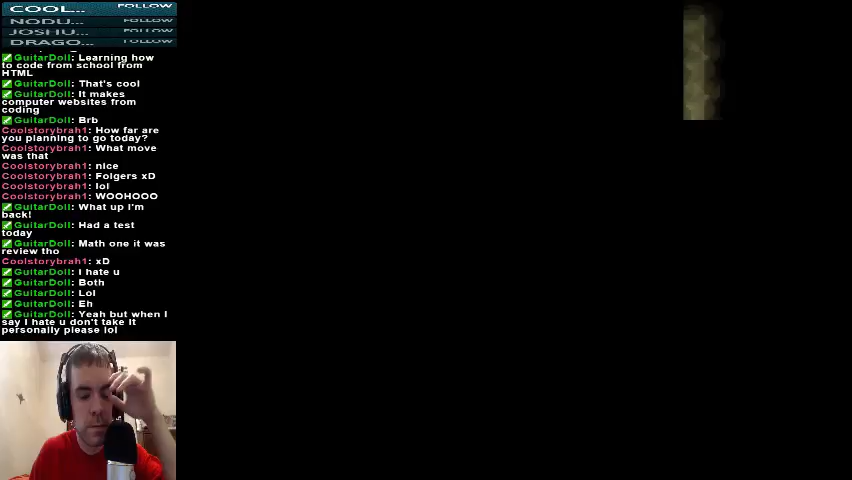 COOL... FOLLOW
NODU... FOLLOW
JOSHU... FOLLOW
DRAGO... FOLLOW
GuitarDoll: Learning how
to code from school from
HTML
GuitarDoll: That's cool
GuitarDoll: It makes
computer websites from
coding
GuitarDoll: Brb
Coolstorybrah1: How far are
you planning to go today?
Coolstorybrah1: What move
was that
Coolstorybrah1: nice
Coolstorybrah1: Folgers xD
Coolstorybrah1: lol
Coolstorybrah1: WOOHOOO
GuitarDoll: What up I'm
back!
GuitarDoll: Had a test
today
GuitarDoll: Math one it was
review tho
Coolstorybrah1: xD
GuitarDoll: I hate u
GuitarDoll: Both
GuitarDoll: Lol
GuitarDoll: Eh
GuitarDoll: Yeah but when I
say I hate u don't take it
personally please lol